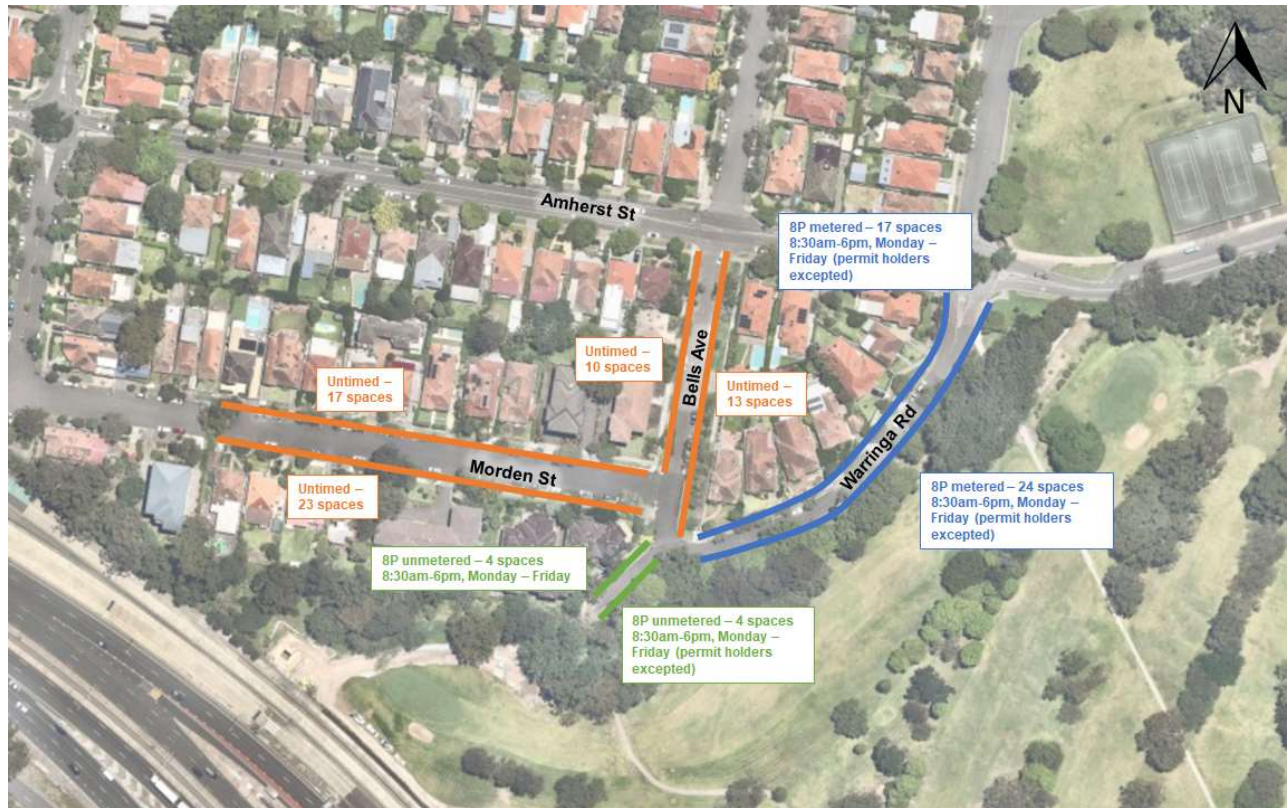 N
Amherst St
8P metered – 17 spaces
8:30am-6pm, Monday –
Friday (permit holders
excepted)
Bells Ave
Untimed –
10 spaces
Untimed –
13 spaces
Untimed –
17 spaces
Warringa Rd
Morden St
Untimed –
23 spaces
8P metered – 24 spaces
8:30am-6pm, Monday –
Friday (permit holders
excepted)
8P unmetered – 4 spaces
8:30am-6pm, Monday – Friday
8P unmetered – 4 spaces
8:30am-6pm, Monday –
Friday (permit holders
excepted)